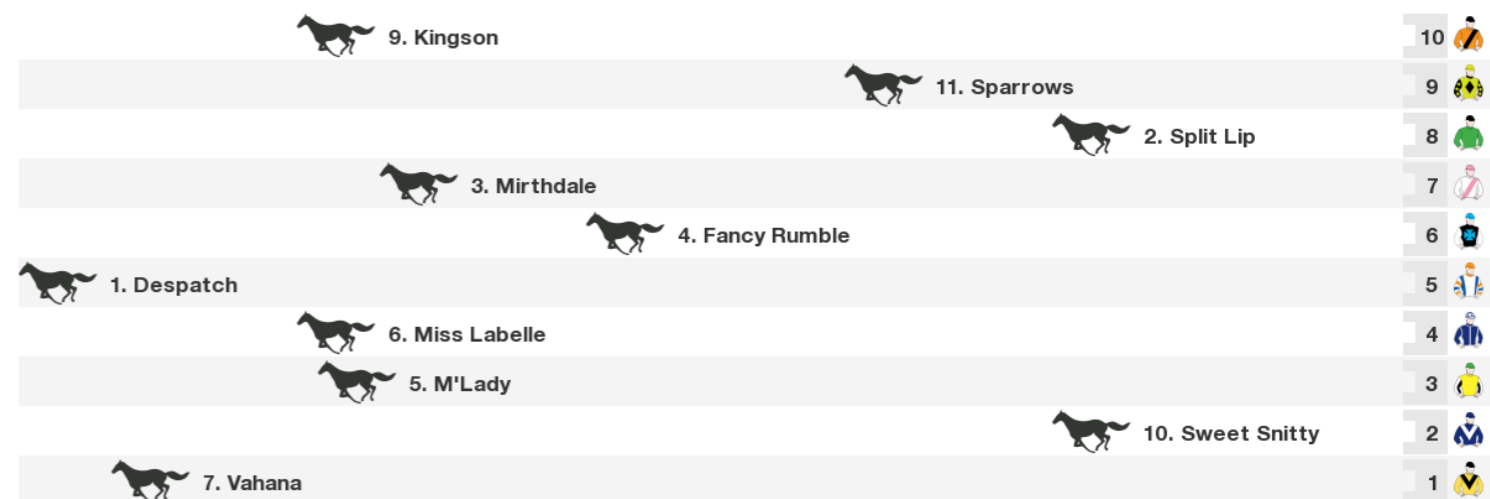 9. Kingson 10
11. Sparrows 9
2. Split Lip 8
3. Mirthdale 7
4. Fancy Rumble 6
1. Despatch 5
6. Miss Labelle 4
5. M'Lady 3
10. Sweet Snitty 2
7. Vahana 1